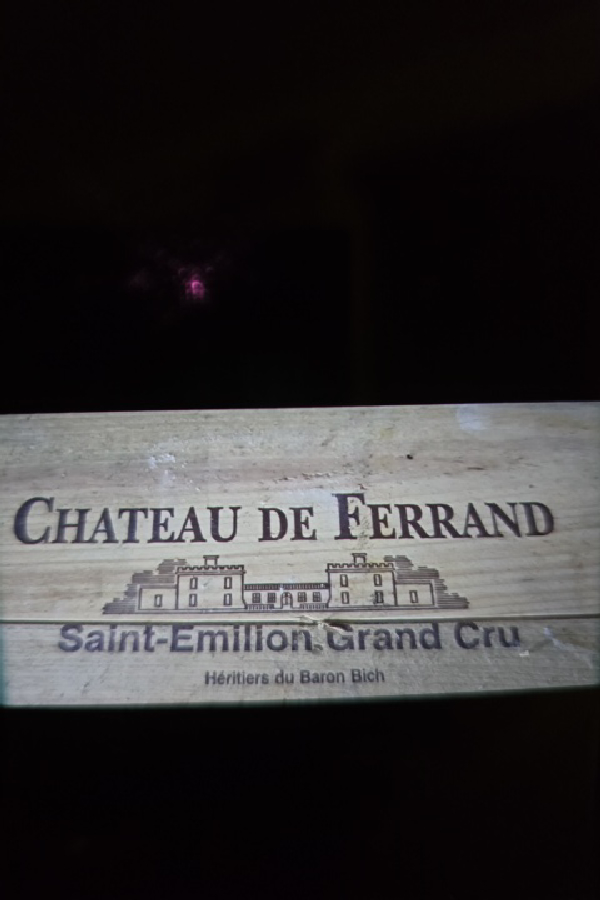 CHATEAU DE FERRAND
Saint-Emilion Grand Cru
Héritiers du Baron Bich